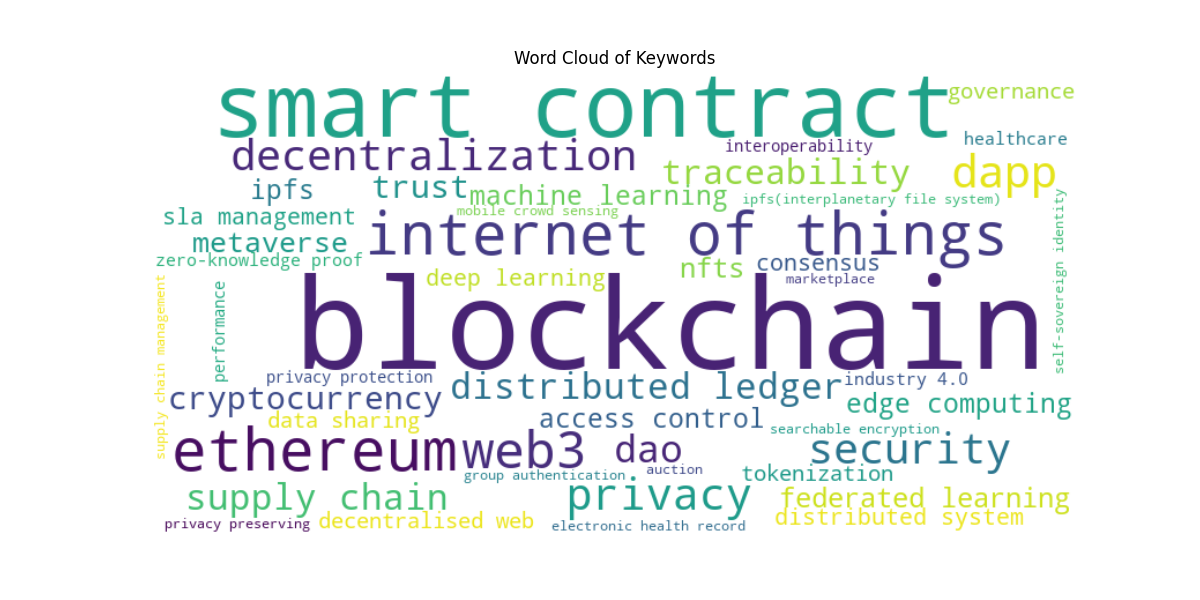 Word Cloud of Keywords
smart contract
governance
healthcare
decentralization
interoperability
traceability
dapp
ipfs
trust
machine learning
ipfs(interplanetary file system)
self-sovereign identity
sla management
mobile crowd sensing
internet of things
metaverse
zero-knowledge proof
deep learning
nfts
consensus
marketplace
supply chain management
performance
blockchain
privacy protection
distributed ledger
industry 4.0
cryptocurrency
edge computing
data sharing
access control
searchable encryption
ethereum
web3
dao
security
group authentication
auction
tokenization
supply chain
privacy
federated learning
privacy preserving
decentralised web
electronic health record
distributed system